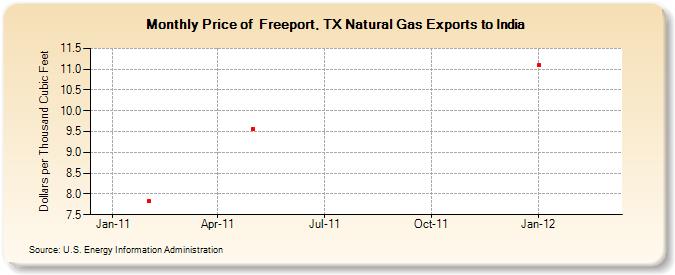 Monthly Price of Freeport, TX Natural Gas Exports to India
Dollars per Thousand Cubic Feet
11.5
11.0
10.5
10.0
9.5
9.0
8.5
8.0
7.5
Jan-11 Apr-11 Jul-11 Oct-11 Jan-12
Source: U.S. Energy Information Administration